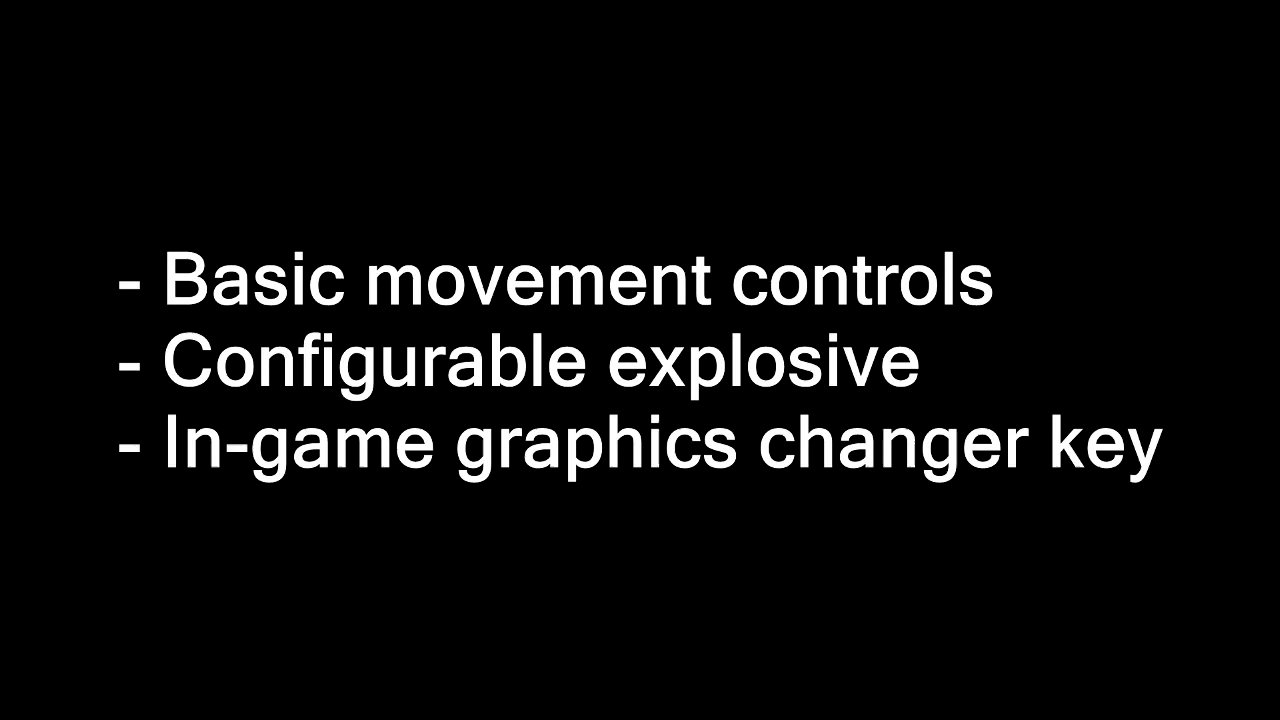 - Basic movement controls
- Configurable explosive
- In-game graphics changer key